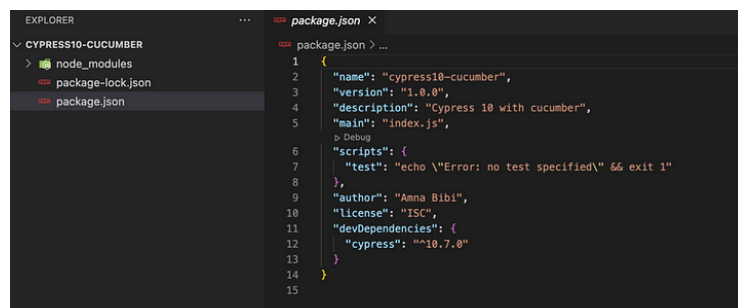 EXPLORER
...
package.json ×
CYPRESS10-CUCUMBER
node_modules
package-lock.json
package.json
package.json > ...
1 {
2 "name": "cypress10-cucumber",
3 "version": "1.0.0",
4 "description": "Cypress 10 with cucumber",
5 "main": "index.js",
▷ Debug
6 "scripts": {
7 "test": "echo \"Error: no test specified\" && exit 1"
8 },
9 "author": "Amna Bibi",
10 "license": "ISC",
11 "devDependencies": {
12 "cypress": "^10.7.0"
13 }
14 }
15